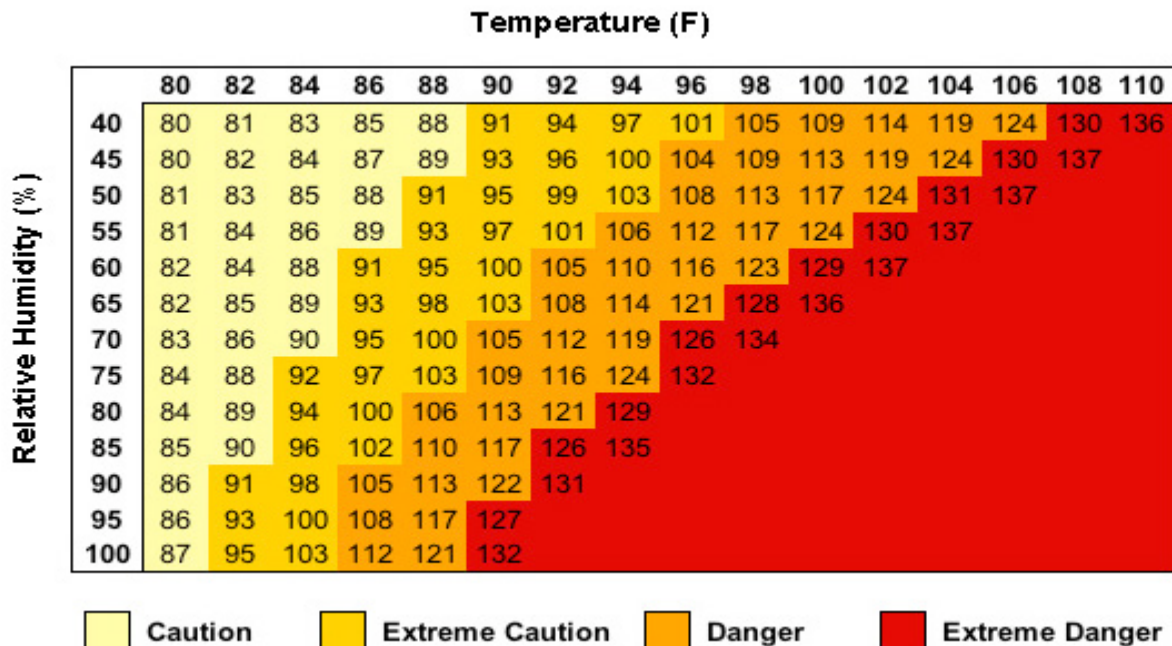 Temperature (F)
80 82 84 86 88 90 92 94 96 98 100 102 104 106 108 110
Relative Humidity (%)
40 80 81 83 85 88 91 94 97 101 105 109 114 119 124 130 136
45 80 82 84 87 89 93 96 100 104 109 113 119 124 130 137
50 81 83 85 88 91 95 99 103 108 113 117 124 131 137
55 81 84 86 89 93 97 101 106 112 117 124 130 137
60 82 84 88 91 95 100 105 110 116 123 129 137
65 82 85 89 93 98 103 108 114 121 128 136
70 83 86 90 95 100 105 112 119 126 134
75 84 88 92 97 103 109 116 124 132
80 84 89 94 100 106 113 121 129
85 85 90 96 102 110 117 126 135
90 86 91 98 105 113 122 131
95 86 93 100 108 117 127
100 87 95 103 112 121 132
Caution Extreme Caution Danger Extreme Danger